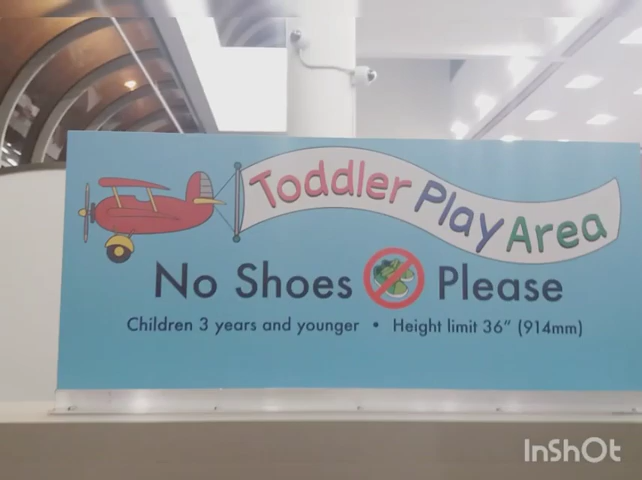 Toddler Play Area
No Shoes Please
Children 3 years and younger • Height limit 36" (914mm)
InShOt